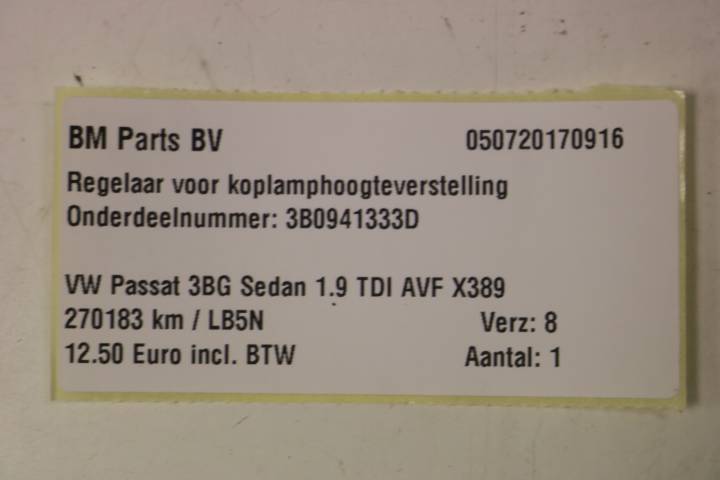 BM Parts BV 050720170916
Regelaar voor koplamphoogteverstelling
Onderdeelnummer: 3B0941333D
VW Passat 3BG Sedan 1.9 TDI AVF X389
270183 km / LB5N Verz: 8
12.50 Euro incl. BTW Aantal: 1